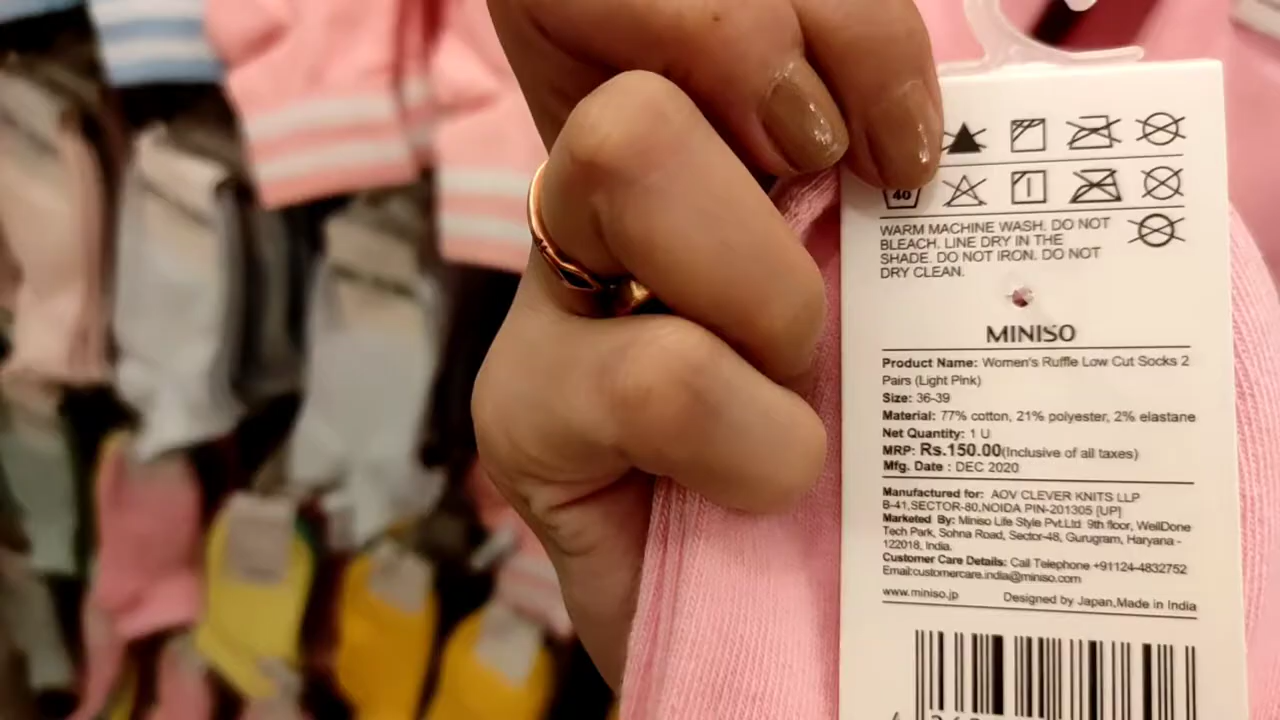 40
WARM MACHINE WASH. DO NOT
BLEACH. LINE DRY IN THE
SHADE. DO NOT IRON. DO NOT
DRY CLEAN.
MINISO
Product Name: Women's Ruffle Low Cut Socks 2
Pairs (Light Pink)
Size: 36-39
Material: 77% cotton, 21% polyester, 2% elastane
Net Quantity: 1 U
MRP: Rs.150.00(Inclusive of all taxes)
Mfg. Date : DEC 2020
Manufactured for: AOV CLEVER KNITS LLP
B-41,SECTOR-80,NOIDA PIN-201305 [UP]
Marketed By: Miniso Life Style Pvt.Ltd 9th floor, WellDone
Tech Park, Sohna Road, Sector-48, Gurugram, Haryana -
122018, India.
Customer Care Details: Call Telephone +91124-4832752
Email:customercare.india@miniso.com
www.miniso.jp Designed by Japan,Made in India